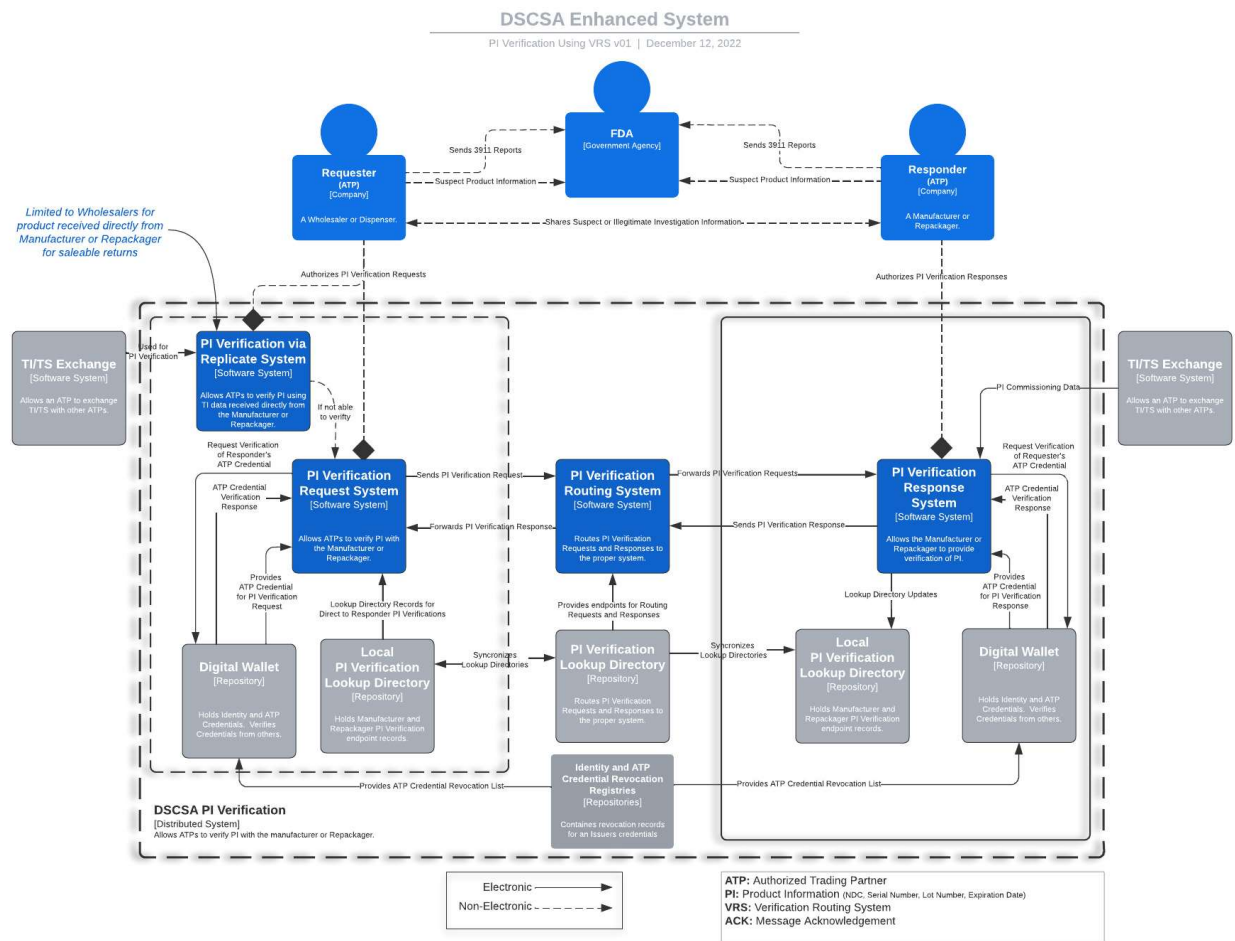 DSCSA Enhanced System
PI Verification Using VRS v01 | December 12, 2022
FDA
[Government Agency]
Sends 3911 Reports
Sends 3911 Reports
Requester
(ATP)
[Company]
A Wholesaler or Dispenser.
Suspect Product Information
Suspect Product Information
Responder
(ATP)
[Company]
A Manufacturer or
Repackager.
Shares Suspect or Illegitimate Investigation Information
Limited to Wholesalers for
product received directly from
Manufacturer or Repackager
for saleable returns
Authorizes PI Verification Requests
Authorizes PI Verification Responses
TI/TS Exchange
[Software System]
Allows an ATP to exchange
TI/TS with other ATPs.
Used for
PI Verification
PI Verification via
Replicate System
[Software System]
Allows ATPs to verify PI using
TI data received directly from
the Manufacturer or
Repackager.
If not able
to verifty
PI Commissioning Data
TI/TS Exchange
[Software System]
Allows an ATP to exchange
TI/TS with other ATPs.
Request Verification
of Responder's
ATP Credential
ATP Credential
Verification
Response
PI Verification
Request System
[Software System]
Allows ATPs to verify PI with
the Manufacturer or
Repackager.
Sends PI Verification Request
Forwards PI Verification Response
PI Verification
Routing System
[Software System]
Routes PI Verification
Requests and Responses to
the proper system.
Forwards PI Verification Requests
Sends PI Verification Response
PI Verification
Response
System
[Software System]
Allows the Manufacturer or
Repackager to provide
verification of PI.
Request Verification
of Requester's
ATP Credential
ATP Credential
Verification
Response
Provides
ATP Credential
for PI Verification
Request
Lookup Directory Records for
Direct to Responder PI Verifications
Provides endpoints for Routing
Requests and Responses
Lookup Directory Updates
Provides
ATP Credential
for PI Verification
Response
Digital Wallet
[Repository]
Holds Identity and ATP
Credentials. Verifies
Credentials from others.
Local
PI Verification
Lookup Directory
[Repository]
Holds Manufacturer and
Repackager PI Verification
endpoint records.
Syncronizes
Lookup Directories
PI Verification
Lookup Directory
[Repository]
Routes PI Verification
Requests and Responses to
the proper system.
Syncronizes
Lookup Directories
Local
PI Verification
Lookup Directory
[Repository]
Holds Manufacturer and
Repackager PI Verification
endpoint records.
Digital Wallet
[Repository]
Holds Identity and ATP
Credentials. Verifies
Credentials from others.
Provides ATP Credential Revocation List
Identity and ATP
Credential Revocation
Registries
[Repositories]
Containes revocation records
for an Issuers credentials
Provides ATP Credential Revocation List
DSCSA PI Verification
[Distributed System]
Allows ATPs to verify PI with the manufacturer or Repackager.
Electronic
Non-Electronic
ATP: Authorized Trading Partner
PI: Product Information (NDC, Serial Number, Lot Number, Expiration Date)
VRS: Verification Routing System
ACK: Message Acknowledgement